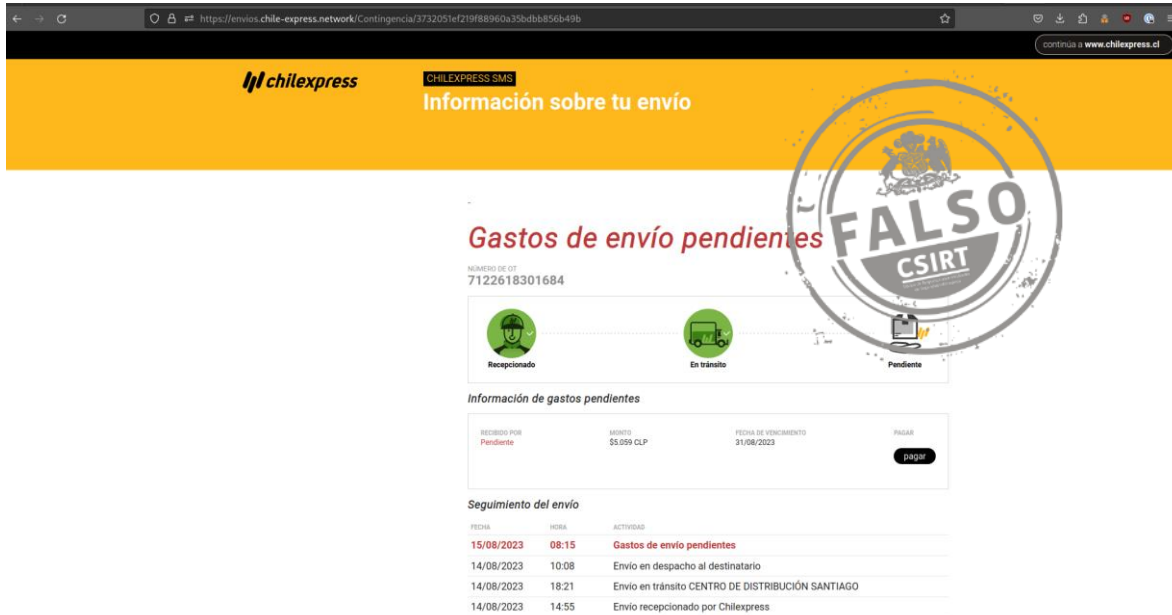 https://envios.chile-express.network/Contingencia/3732051ef219f88960a35bdbb856b49b
continúa a www.chilexpress.cl
chilexpress
CHILEXPRESS SMS
Información sobre tu envío
FALSO
CSIRT
Gastos de envío pendientes
NÚMERO DE OT
7122618301684
Recepcionado En tránsito Pendiente
Información de gastos pendientes
RECIBIDO POR MONTO FECHA DE VENCIMIENTO PAGAR
Pendiente $5.059 CLP 31/08/2023
pagar
Seguimiento del envío
FECHA HORA ACTIVIDAD
15/08/2023 08:15 Gastos de envío pendientes
14/08/2023 10:08 Envío en despacho al destinatario
14/08/2023 18:21 Envío en tránsito CENTRO DE DISTRIBUCIÓN SANTIAGO
14/08/2023 14:55 Envío recepcionado por Chilexpress